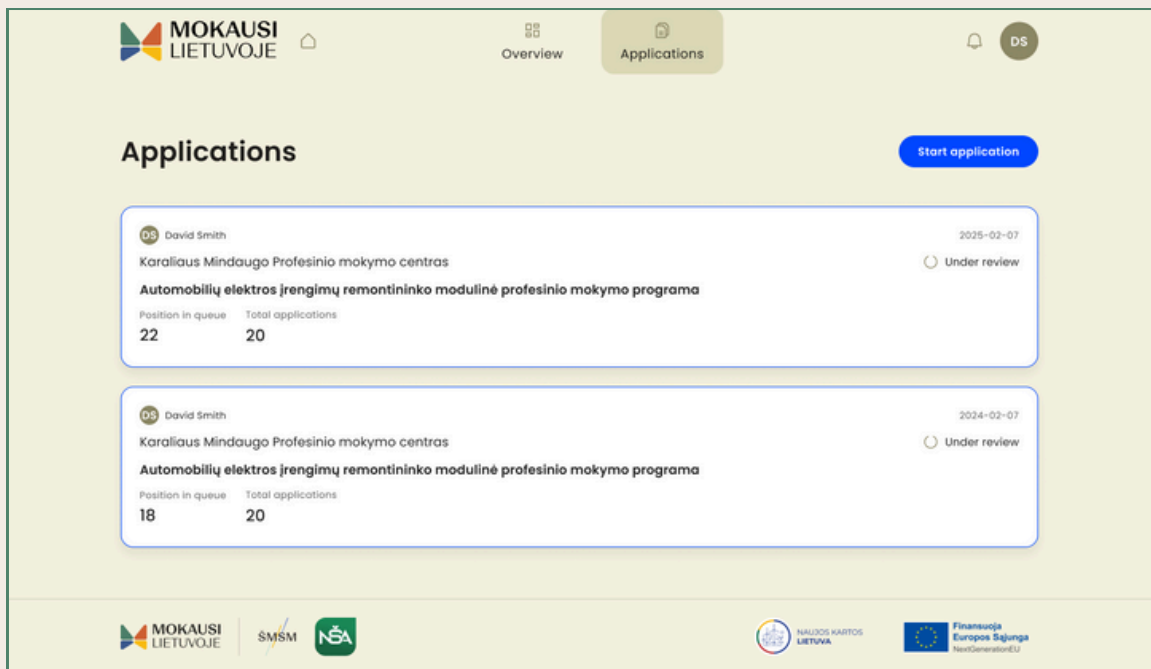 MOKAUSI
LIETUVOJE
Overview
Applications
DS
Applications
Start application
DS David Smith
2025-02-07
Karaliaus Mindaugo Profesinio mokymo centras
Under review
Automobilių elektros įrengimų remontininko modulinė profesinio mokymo programa
Position in queue Total applications
22 20
DS David Smith
2024-02-07
Karaliaus Mindaugo Profesinio mokymo centras
Under review
Automobilių elektros įrengimų remontininko modulinė profesinio mokymo programa
Position in queue Total applications
18 20
MOKAUSI
LIETUVOJE
ŠMSM
NŠA
NAUJOS KARTOS
LIETUVA
Finansuoja
Europos Sąjunga
NextGenerationEU